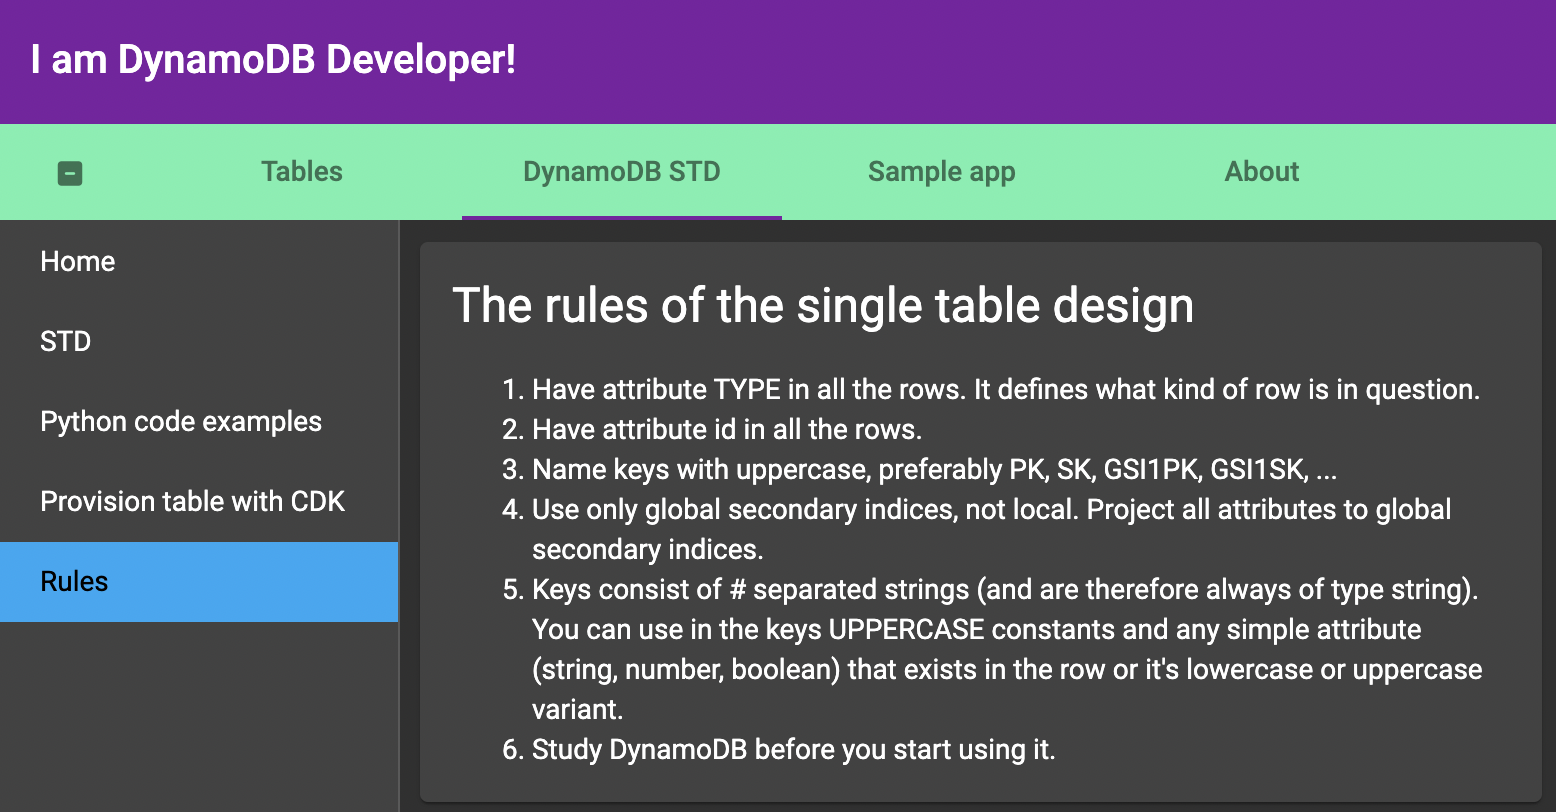 I am DynamoDB Developer!
Tables
DynamoDB STD
Sample app
About
Home
STD
Python code examples
Provision table with CDK
Rules
The rules of the single table design
1. Have attribute TYPE in all the rows. It defines what kind of row is in question.
2. Have attribute id in all the rows.
3. Name keys with uppercase, preferably PK, SK, GSI1PK, GSI1SK, ...
4. Use only global secondary indices, not local. Project all attributes to global
secondary indices.
5. Keys consist of # separated strings (and are therefore always of type string).
You can use in the keys UPPERCASE constants and any simple attribute
(string, number, boolean) that exists in the row or it's lowercase or uppercase
variant.
6. Study DynamoDB before you start using it.